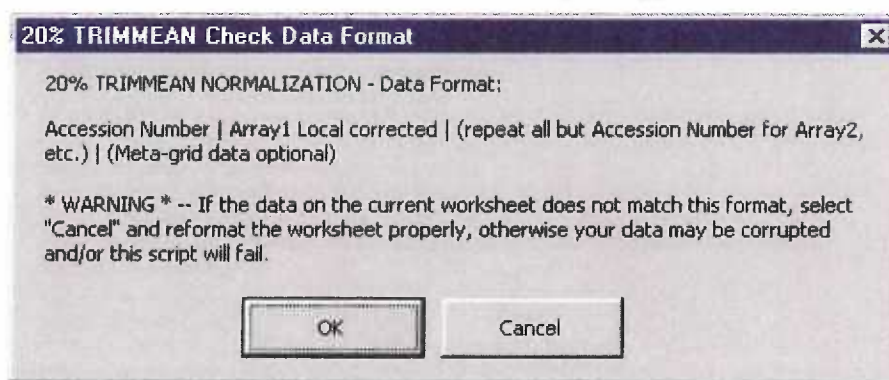 20% TRIMMEAN Check Data Format
20% TRIMMEAN NORMALIZATION - Data Format:
Accession Number | Array1 Local corrected | (repeat all but Accession Number for Array2,
etc.) | (Meta-grid data optional)
* WARNING * -- If the data on the current worksheet does not match this format, select
"Cancel" and reformat the worksheet properly, otherwise your data may be corrupted
and/or this script will fail.
OK
Cancel